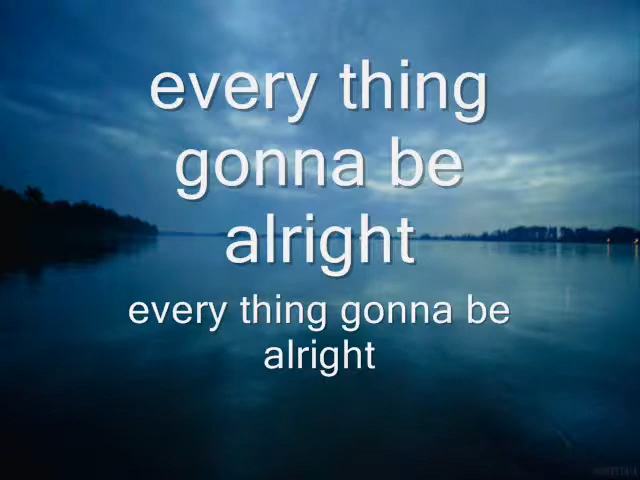 every thing
gonna be
alright
every thing gonna be
alright